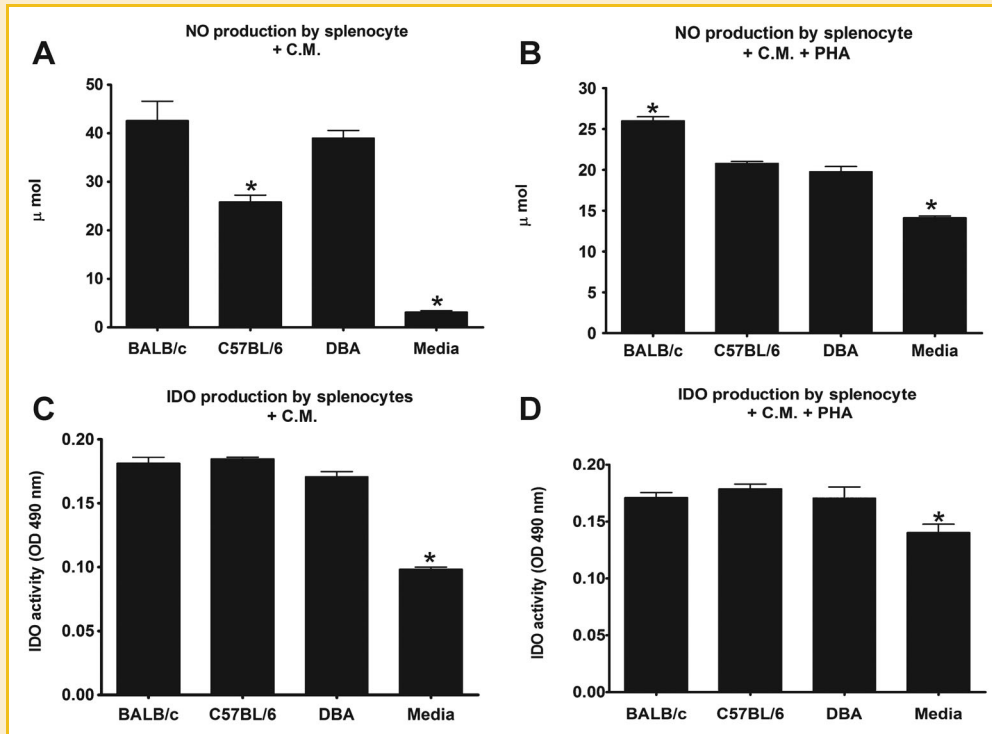 A
NO production by splenocyte
+ C.M.
50
40
30
20
10
0
μ mol
*
*
BALB/c C57BL/6 DBA Media
B
NO production by splenocyte
+ C.M. + PHA
30
25
20
15
10
5
0
μ mol
*
*
BALB/c C57BL/6 DBA Media
C
IDO production by splenocytes
+ C.M.
0.20
0.15
0.10
0.05
0.00
IDO activity (OD 490 nm)
*
BALB/c C57BL/6 DBA Media
D
IDO production by splenocyte
+ C.M. + PHA
0.20
0.15
0.10
0.05
0.00
IDO activity (OD 490 nm)
*
BALB/c C57BL/6 DBA Media